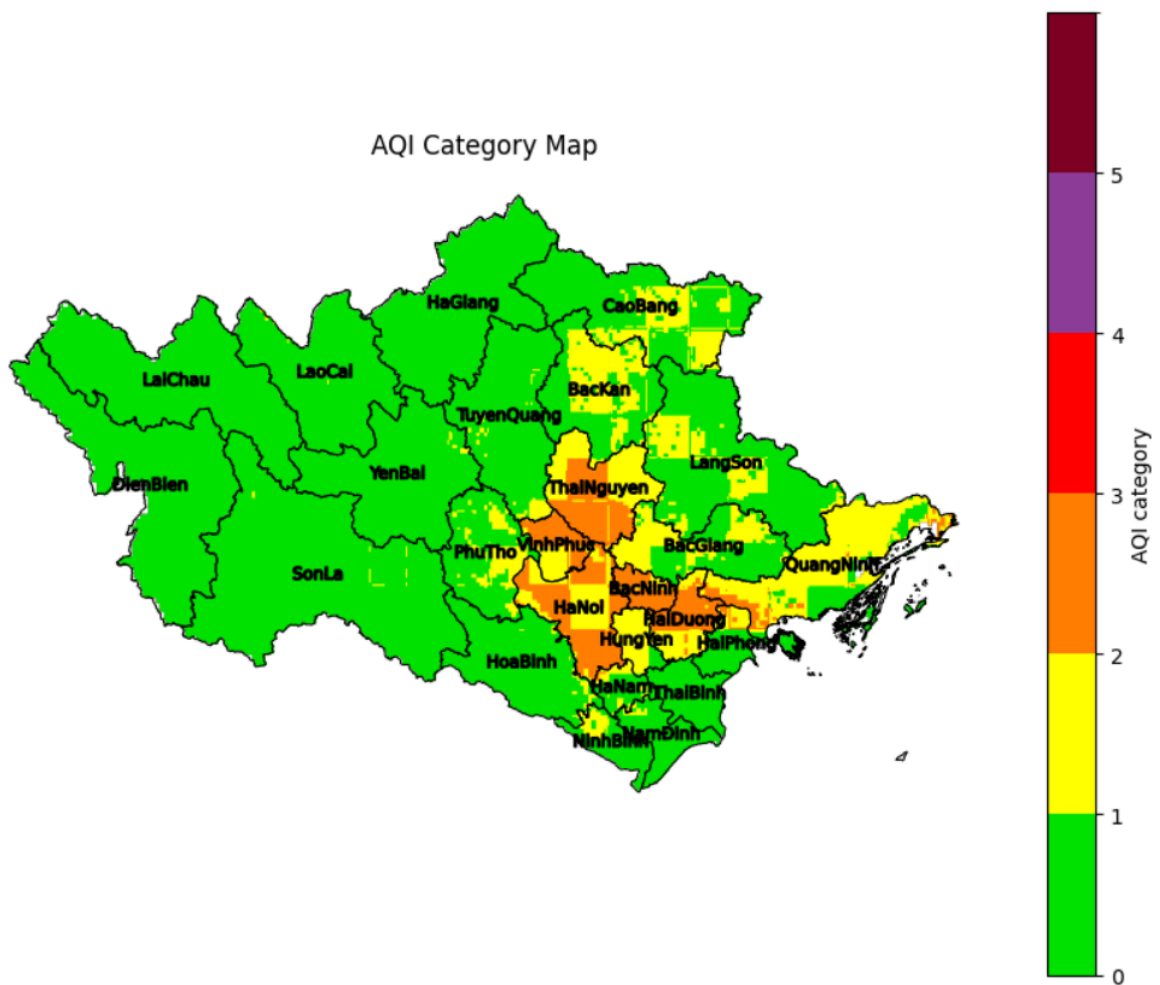 AQI Category Map
HaGiang
CaoBang
LaiChau
LaoCai
BacKan
TuyenQuang
DienBien
YenBai
LangSon
ThaiNguyen
PhuTho
VinhPhuc
BacGiang
QuangNinh
SonLa
BacNinh
HaNoi
HaiDuong
HungYen
HaiPhong
HoaBinh
HaNam
ThaiBinh
NinhBinh
NamĐinh
5
4
3
2
1
0
AQI category